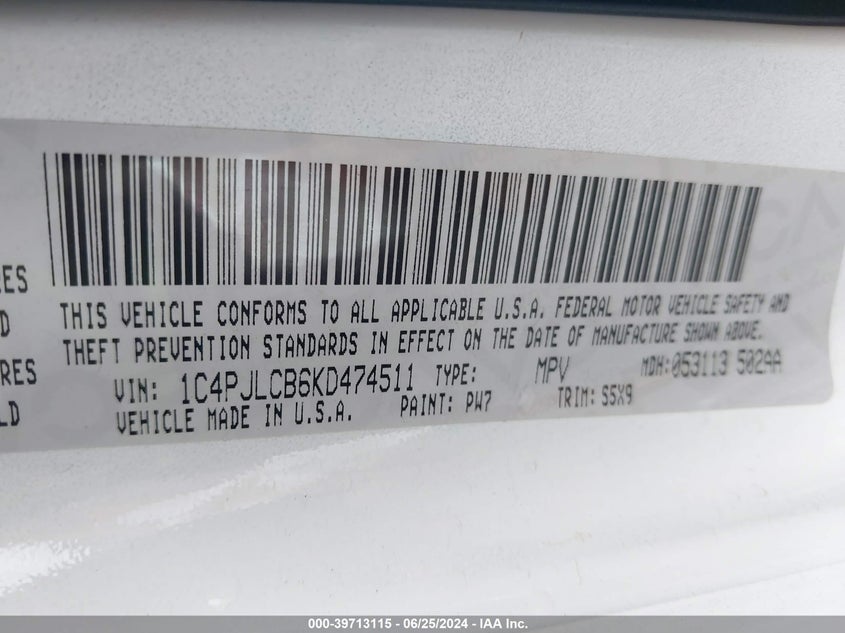 ES
D
THIS VEHICLE CONFORMS TO ALL APPLICABLE U.S.A. FEDERAL MOTOR VEHICLE SAFETY AND
THEFT PREVENTION STANDARDS IN EFFECT ON THE DATE OF MANUFACTURE SHOWN ABOVE.
RES
LD
VIN: 1C4PJLCB6KD474511 TYPE: MPV MDH: 053113 502AA
VEHICLE MADE IN U.S.A. PAINT: PW7 TRIM: S5X9
000-39713115 - 06/25/2024 - IAA Inc.